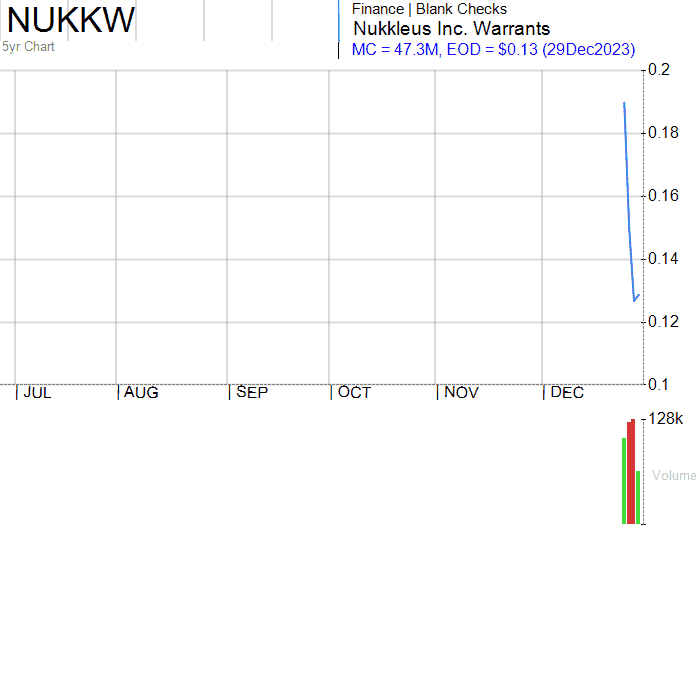 NUKKW
5yr Chart
Finance | Blank Checks
Nukkleus Inc. Warrants
MC = 47.3M, EOD = $0.13 (29Dec2023)
0.2
0.18
0.16
0.14
0.12
0.1
JUL AUG SEP OCT NOV DEC
128k
Volume